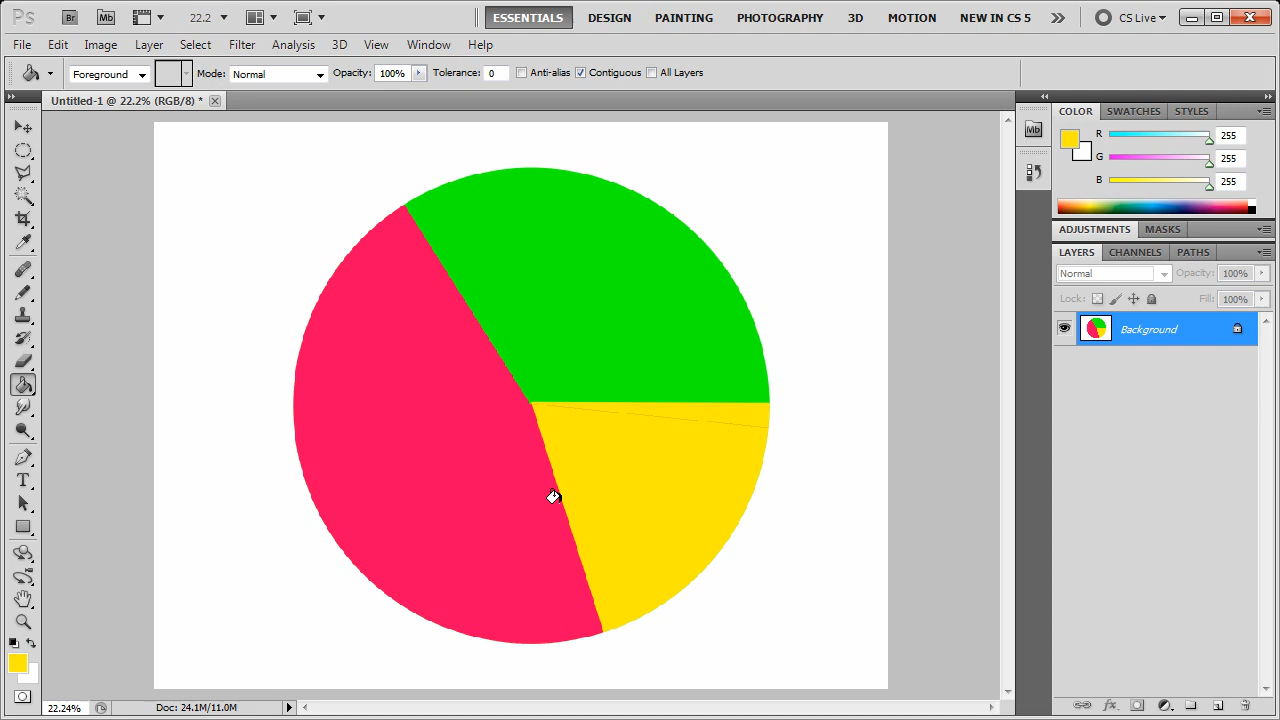 Ps Br Mb 22.2 ESSENTIALS DESIGN PAINTING PHOTOGRAPHY 3D MOTION NEW IN CS 5 CS Live
File Edit Image Layer Select Filter Analysis 3D View Window Help
Foreground Mode: Normal Opacity: 100% Tolerance: 0 Anti-alias Contiguous All Layers
Untitled-1 @ 22.2% (RGB/8) *
Mb
COLOR SWATCHES STYLES
R 255
G 255
B 255
ADJUSTMENTS MASKS
LAYERS CHANNELS PATHS
Normal Opacity: 100%
Lock: Fill: 100%
Background
T
fx
22.24% Doc: 24.1M/11.0M